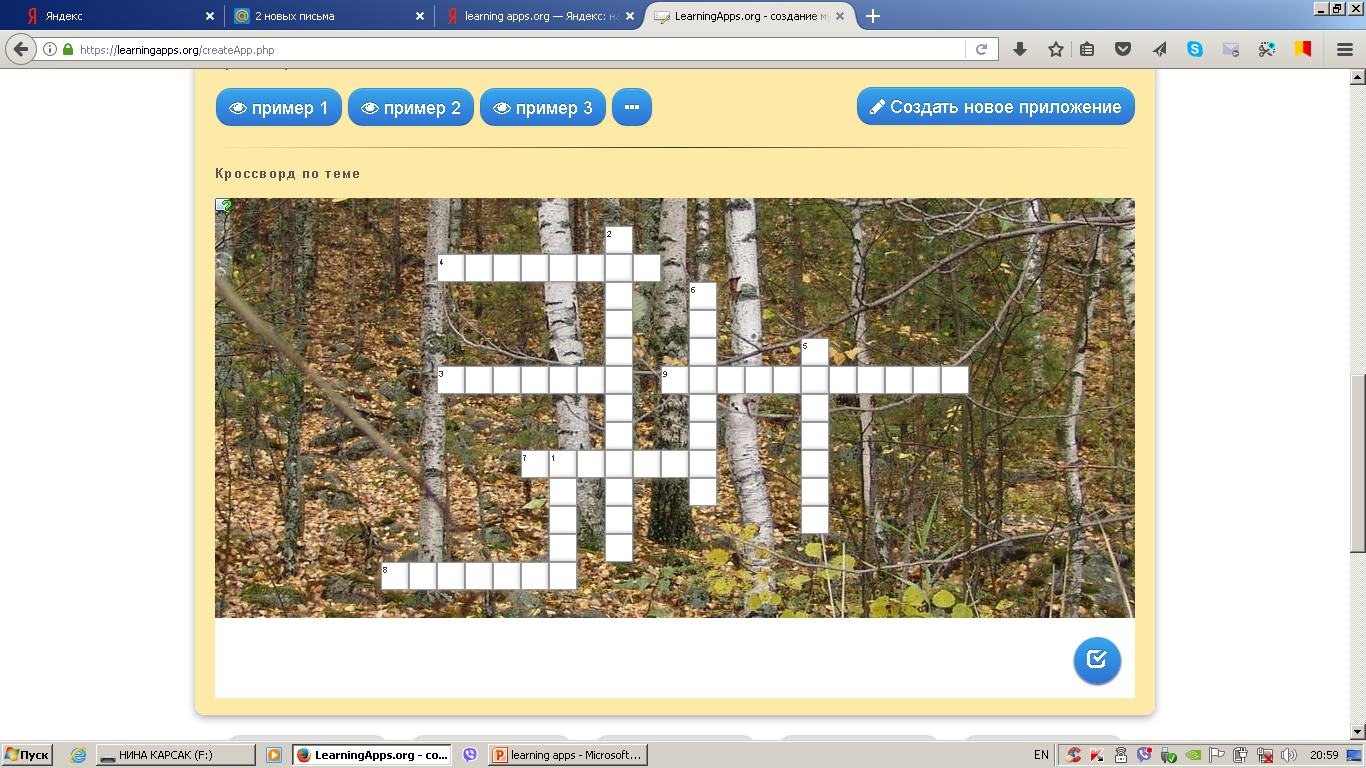 Яндекс
2 новых письма
learning apps.org — Яндекс: на
LearningApps.org - создание му
https://learningapps.org/createApp.php
пример 1
пример 2
пример 3
Создать новое приложение
Кроссворд по теме
2
4
6
5
3
9
7
1
8
Пуск
НИНА КАРСАК (F:)
LearningApps.org - со...
learning apps - Microsoft...
EN
20:59